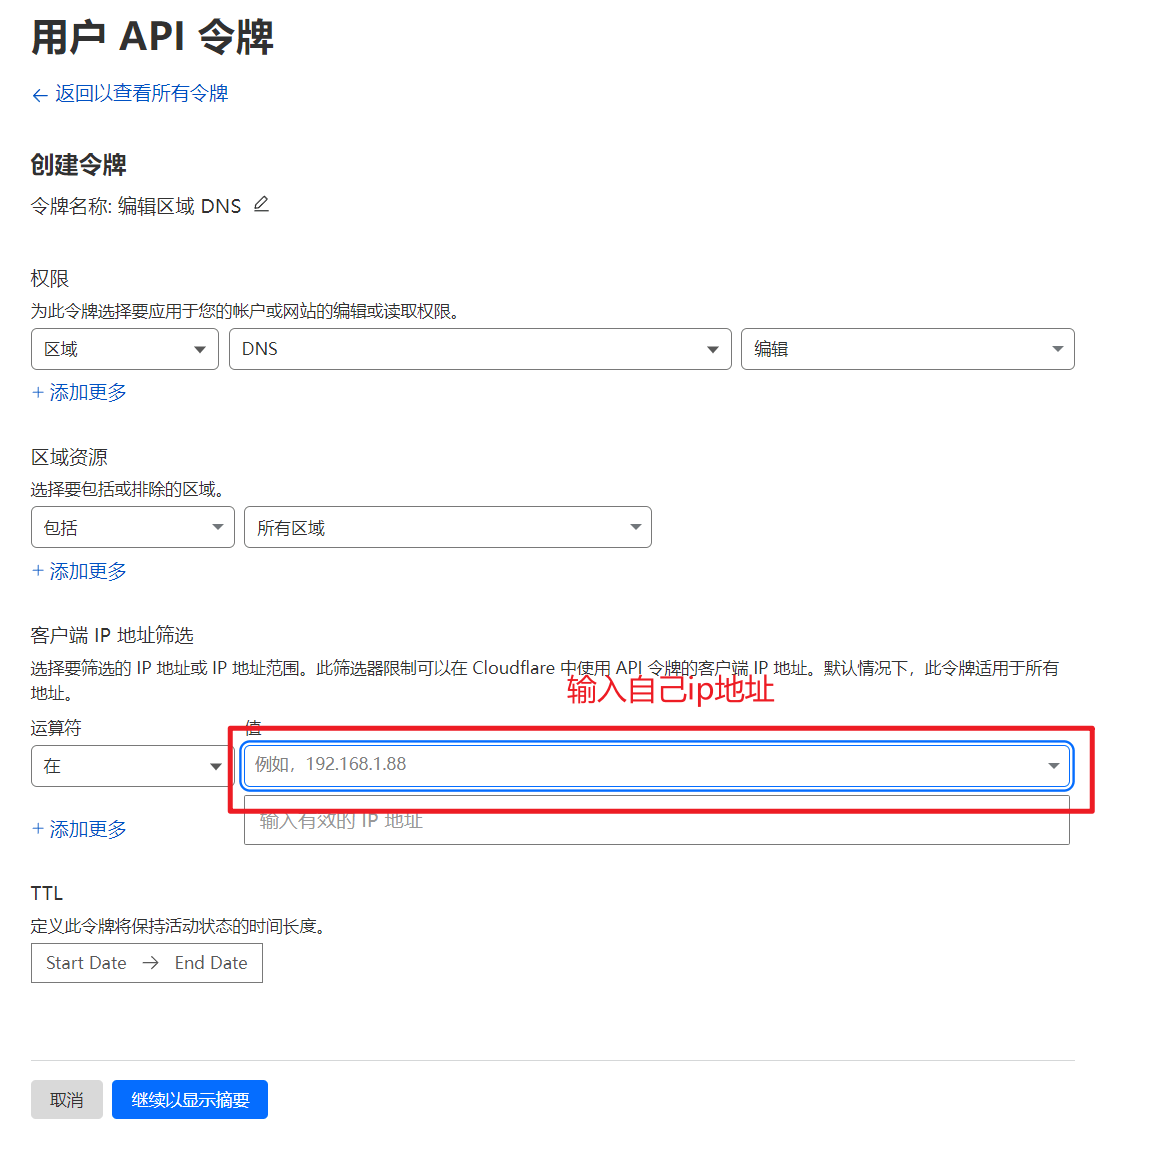 用户 API 令牌
← 返回以查看所有令牌
创建令牌
令牌名称: 编辑区域 DNS
权限
为此令牌选择要应用于您的帐户或网站的编辑或读取权限。
区域 DNS 编辑
+ 添加更多
区域资源
选择要包括或排除的区域。
包括 所有区域
+ 添加更多
客户端 IP 地址筛选
选择要筛选的 IP 地址或 IP 地址范围。此筛选器限制可以在 Cloudflare 中使用 API 令牌的客户端 IP 地址。默认情况下，此令牌适用于所有
地址。
输入自己ip地址
运算符 值
在 例如，192.168.1.88
输入有效的 IP 地址
+ 添加更多
TTL
定义此令牌将保持活动状态的时间长度。
Start Date → End Date
取消 继续以显示摘要